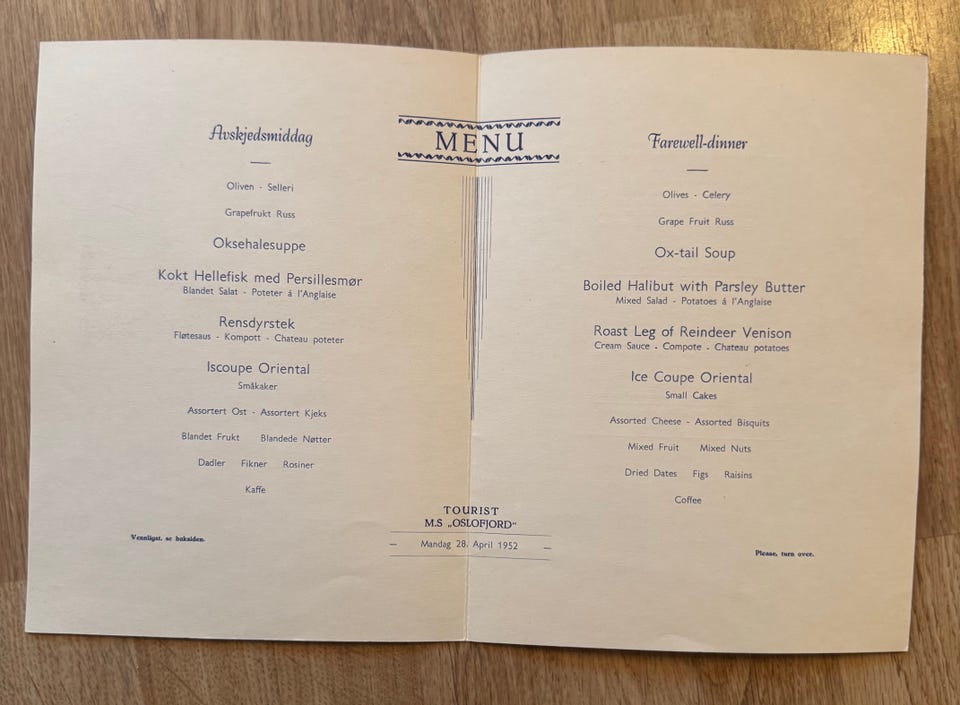 MENU
Avskjedsmiddag
Oliven - Selleri
Grapefrukt Russ
Oksehalesuppe
Kokt Hellefisk med Persillesmør
Blandet Salat - Poteter á l'Anglaise
Rensdyrstek
Fløtesaus - Kompott - Chateau poteter
Iscoupe Oriental
Småkaker
Assortert Ost - Assortert Kjeks
Blandet Frukt Blandede Nøtter
Dadler Fikner Rosiner
Kaffe
Vennligst, se baksiden.
Farewell-dinner
Olives - Celery
Grape Fruit Russ
Ox-tail Soup
Boiled Halibut with Parsley Butter
Mixed Salad - Potatoes á l'Anglaise
Roast Leg of Reindeer Venison
Cream Sauce - Compote - Chateau potatoes
Ice Coupe Oriental
Small Cakes
Assorted Cheese - Assorted Bisquits
Mixed Fruit Mixed Nuts
Dried Dates Figs Raisins
Coffee
Please, turn over.
TOURIST
M.S „OSLOFJORD"
— Mandag 28. April 1952 —